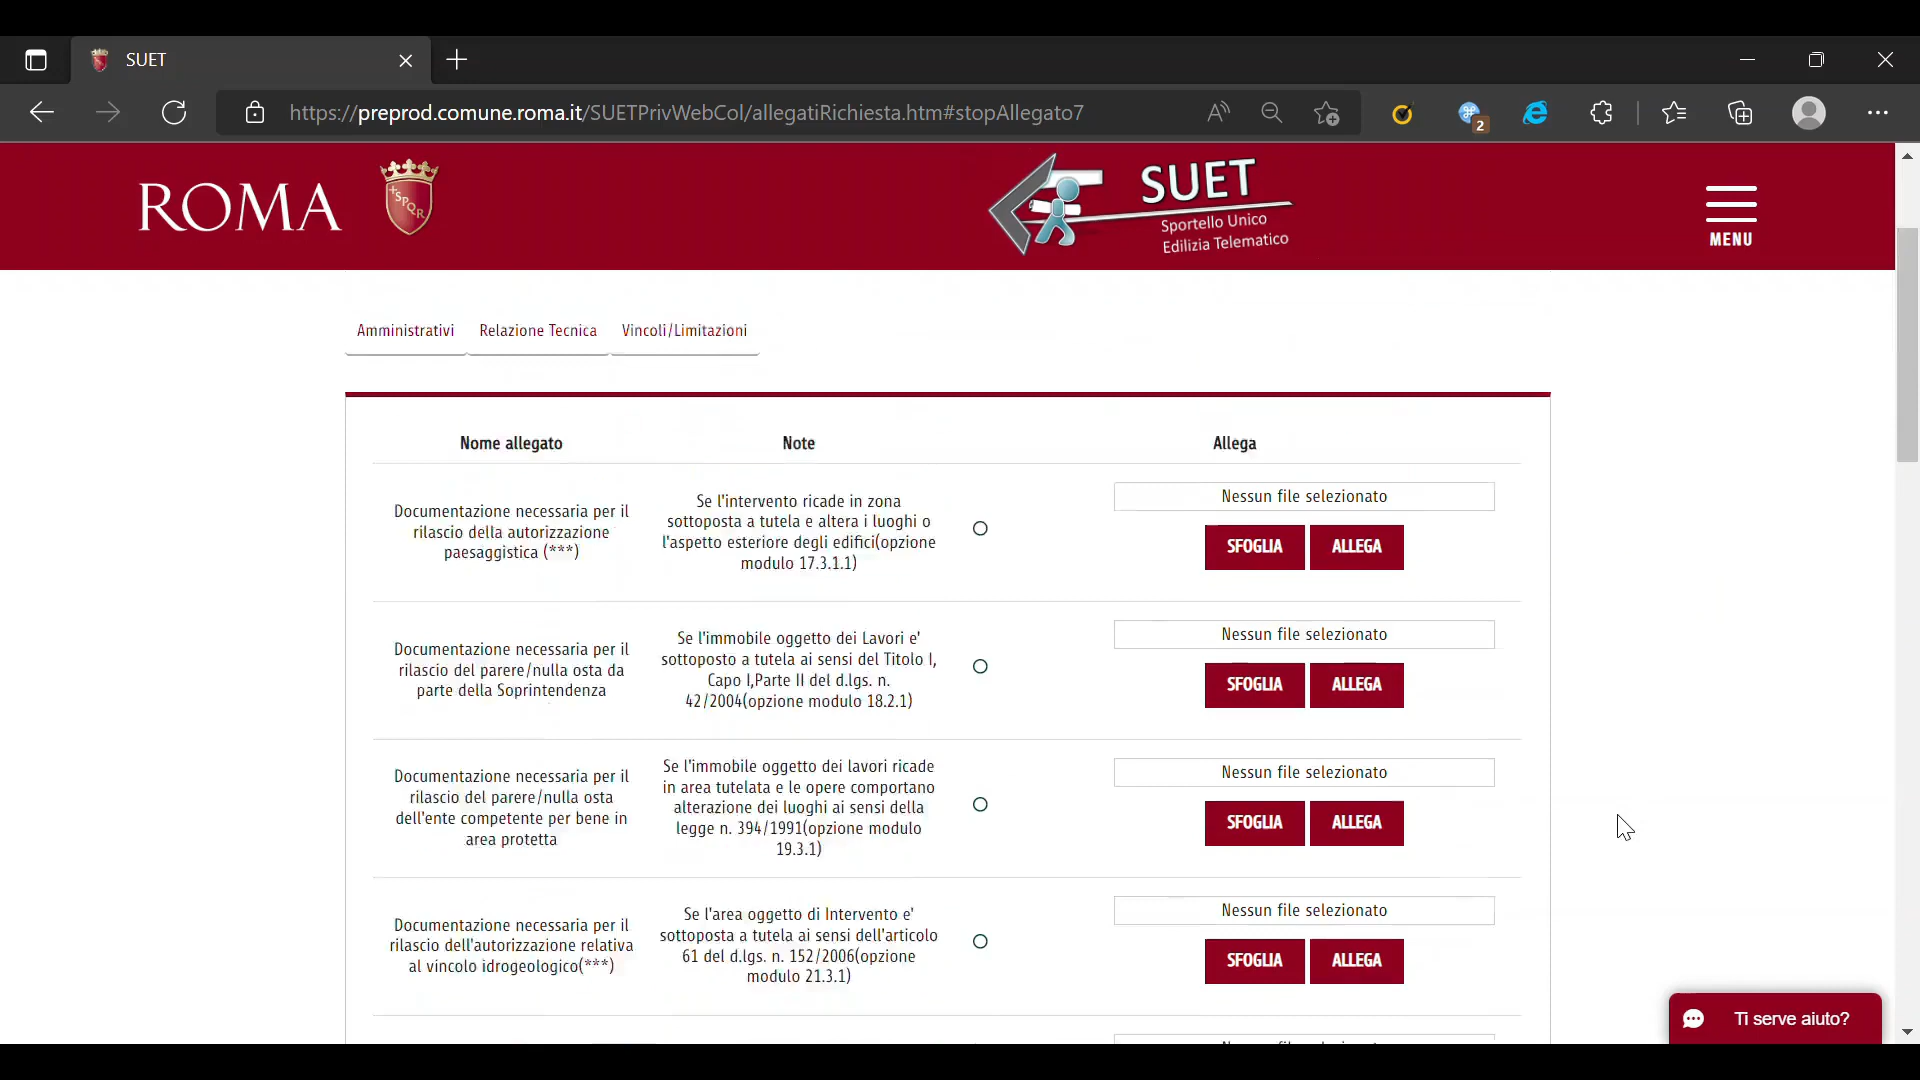 SUET
https://preprod.comune.roma.it/SUETPrivWebCol/allegatiRichiesta.htm#stopAllegato7
2
ROMA
SPQR
SUET
Sportello Unico
Edilizia Telematico
MENU
Amministrativi Relazione Tecnica Vincoli/Limitazioni
Nome allegato Note Allega
Documentazione necessaria per il
rilascio della autorizzazione
paesaggistica (***)
Se l'intervento ricade in zona
sottoposta a tutela e altera i luoghi o
l'aspetto esteriore degli edifici(opzione
modulo 17.3.1.1)
Nessun file selezionato
SFOGLIA ALLEGA
Documentazione necessaria per il
rilascio del parere/nulla osta da
parte della Soprintendenza
Se l'immobile oggetto dei Lavori e'
sottoposto a tutela ai sensi del Titolo I,
Capo I,Parte II del d.lgs. n.
42/2004(opzione modulo 18.2.1)
Nessun file selezionato
SFOGLIA ALLEGA
Documentazione necessaria per il
rilascio del parere/nulla osta
dell'ente competente per bene in
area protetta
Se l'immobile oggetto dei lavori ricade
in area tutelata e le opere comportano
alterazione dei luoghi ai sensi della
legge n. 394/1991(opzione modulo
19.3.1)
Nessun file selezionato
SFOGLIA ALLEGA
Documentazione necessaria per il
rilascio dell'autorizzazione relativa
al vincolo idrogeologico(***)
Se l'area oggetto di Intervento e'
sottoposta a tutela ai sensi dell'articolo
61 del d.lgs. n. 152/2006(opzione
modulo 21.3.1)
Nessun file selezionato
SFOGLIA ALLEGA
Ti serve aiuto?